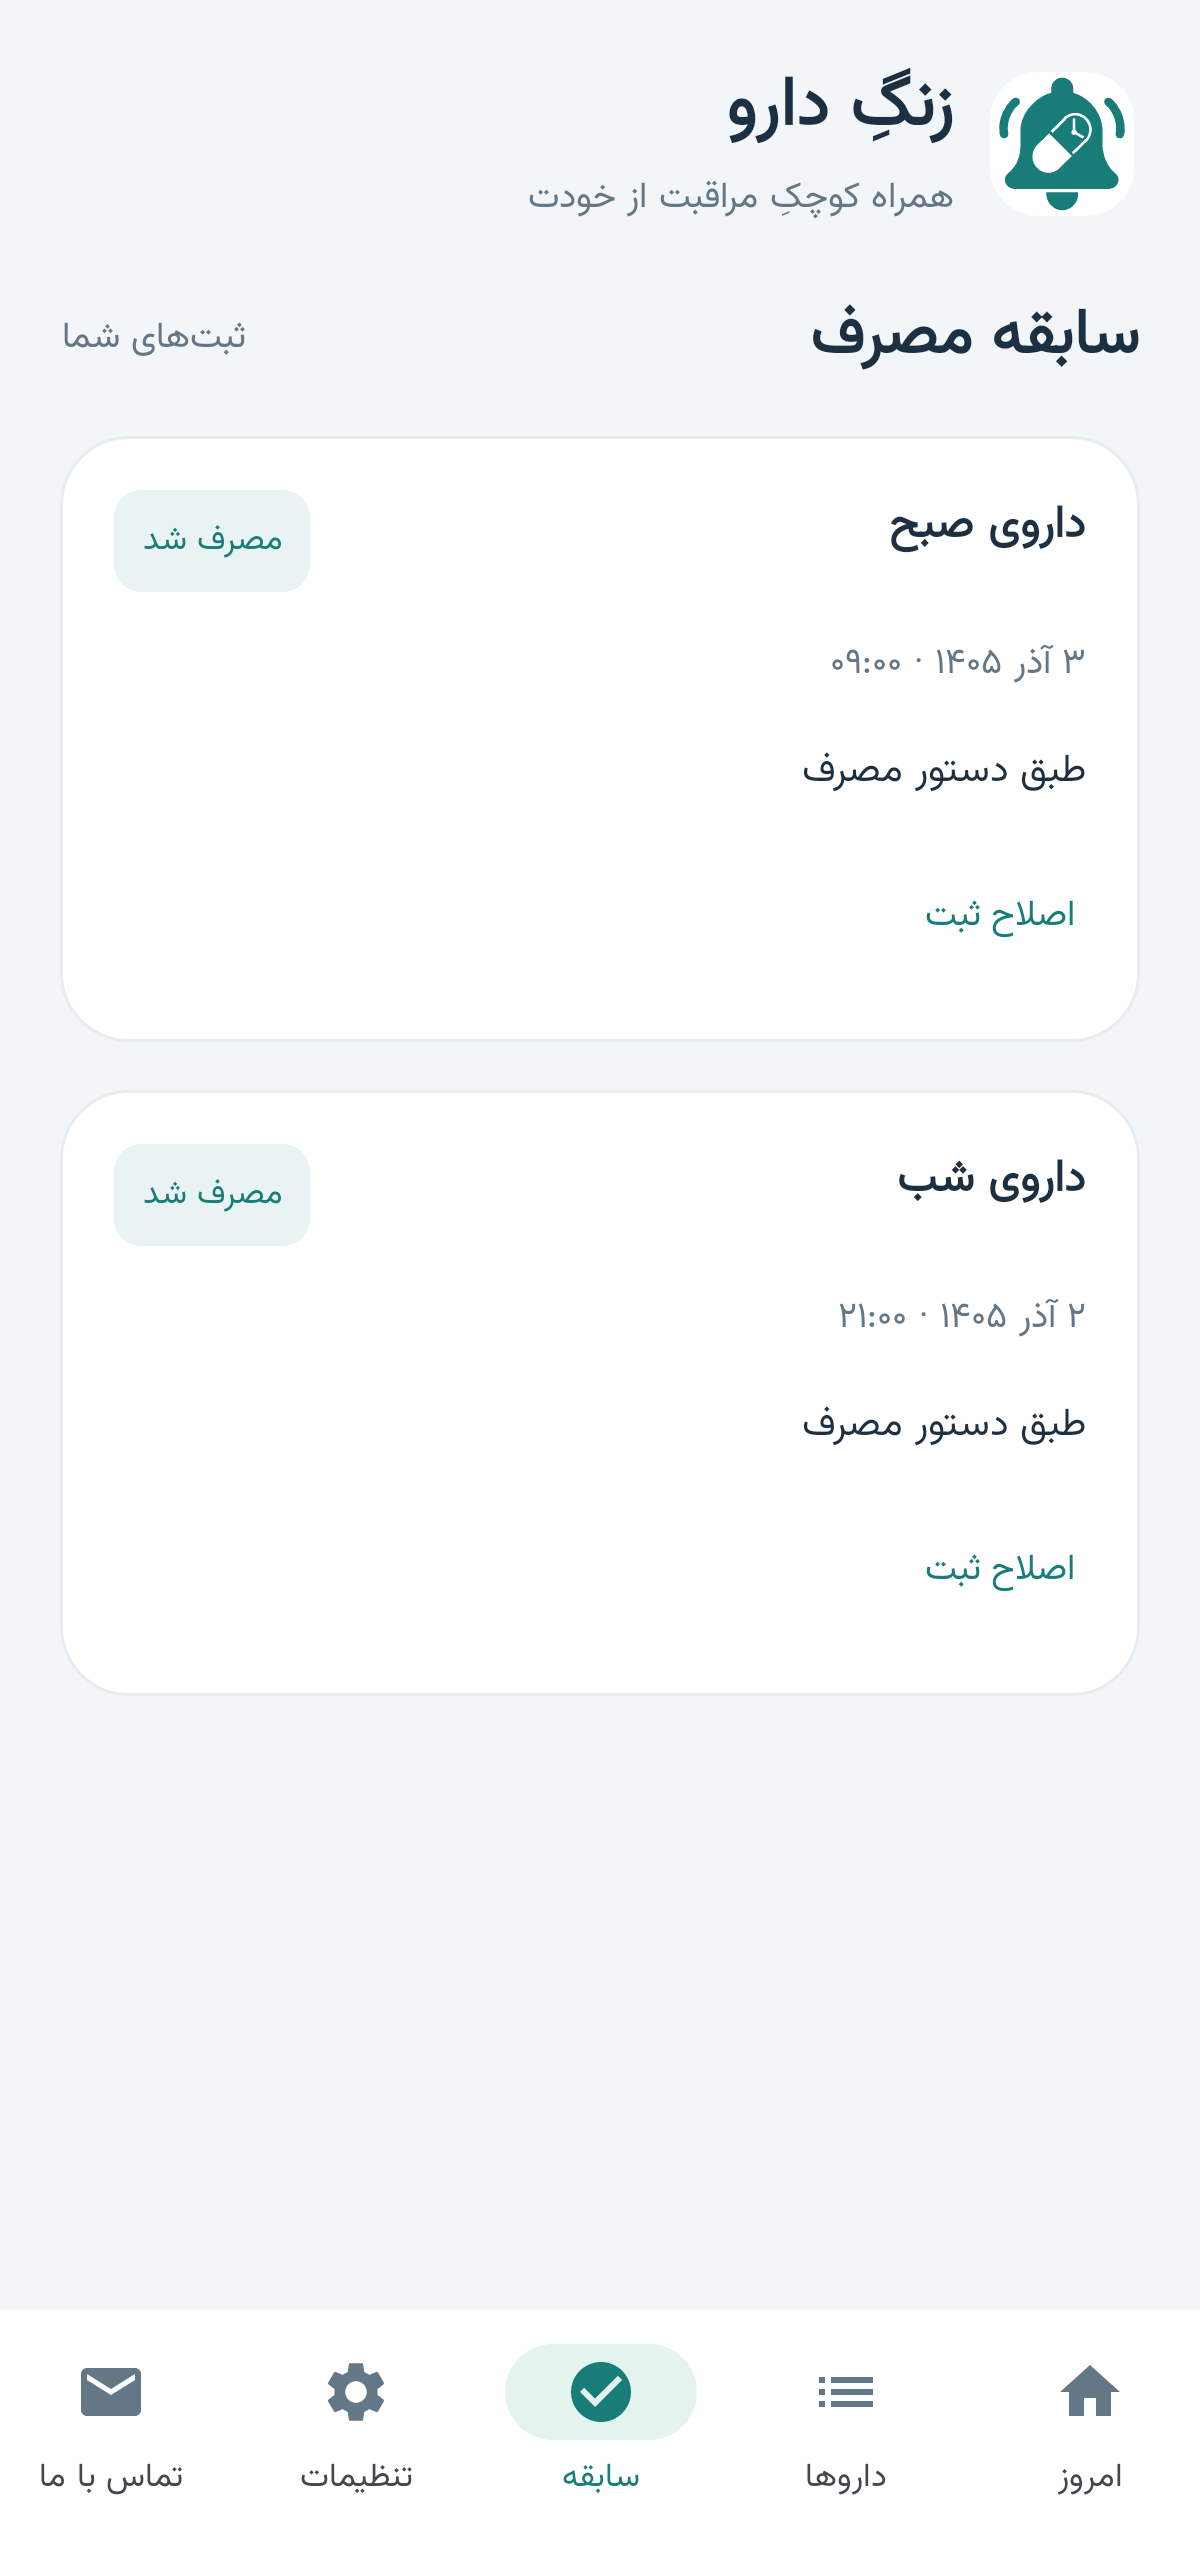 زنگِ دارو
همراه کوچکِ مراقبت از خودت
سابقه مصرف
ثبت‌های شما
داروی صبح
مصرف شد
۳ آذر ۱۴۰۵ · ۰۹:۰۰
طبق دستور مصرف
اصلاح ثبت
داروی شب
مصرف شد
۲ آذر ۱۴۰۵ · ۲۱:۰۰
طبق دستور مصرف
اصلاح ثبت
امروز
داروها
سابقه
تنظیمات
تماس با ما